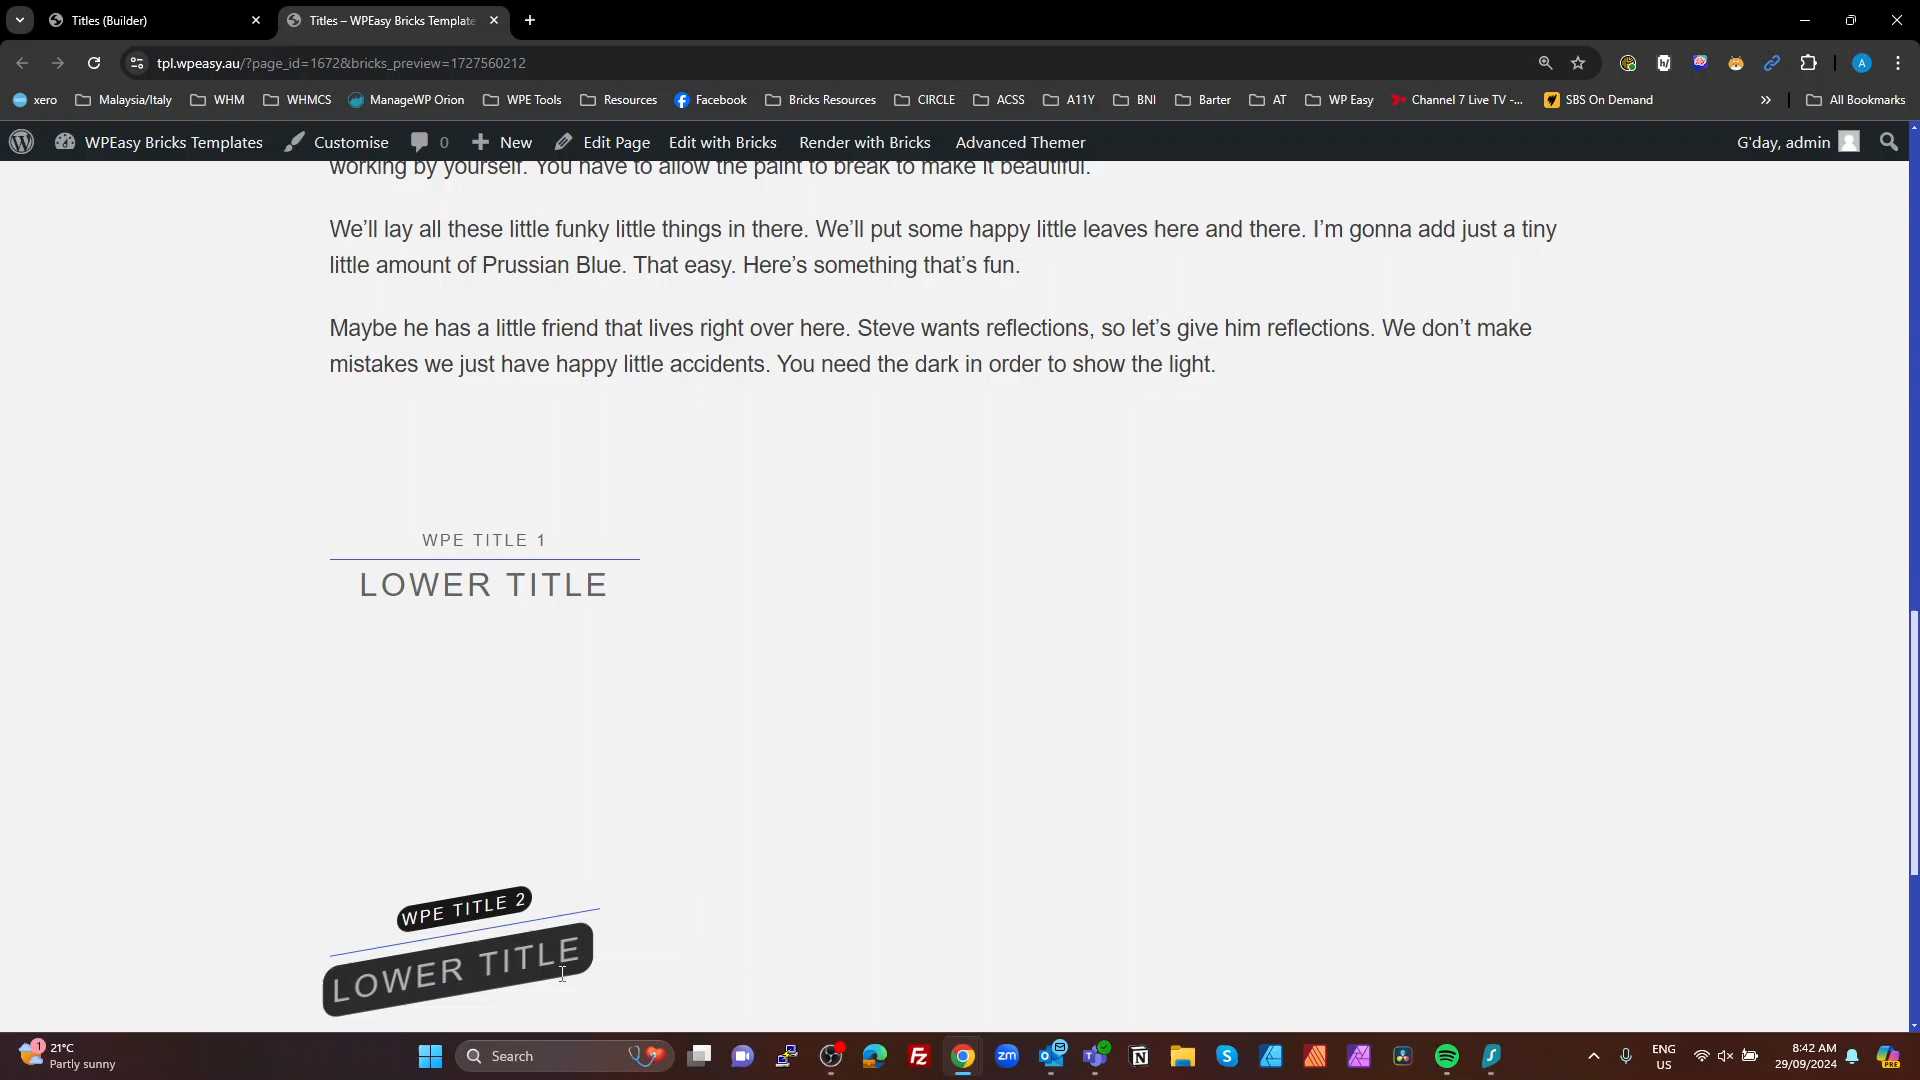 Titles (Builder)
Titles – WPEasy Bricks Template
tpl.wpeasy.au/?page_id=1672&bricks_preview=1727560212
A
xero
Malaysia/Italy
WHM
WHMCS
ManageWP Orion
WPE Tools
Resources
Facebook
Bricks Resources
CIRCLE
ACSS
A11Y
BNI
Barter
AT
WP Easy
Channel 7 Live TV -...
SBS On Demand
All Bookmarks
WPEasy Bricks Templates
Customise
0
New
Edit Page
Edit with Bricks
Render with Bricks
Advanced Themer
G'day, admin
working by yourself. You have to allow the paint to break to make it beautiful.
We’ll lay all these little funky little things in there. We’ll put some happy little leaves here and there. I’m gonna add just a tiny
little amount of Prussian Blue. That easy. Here’s something that’s fun.
Maybe he has a little friend that lives right over here. Steve wants reflections, so let’s give him reflections. We don’t make
mistakes we just have happy little accidents. You need the dark in order to show the light.
WPE TITLE 1
LOWER TITLE
WPE TITLE 2
LOWER TITLE
1
21°C
Partly sunny
Search
ENG
US
8:42 AM
29/09/2024